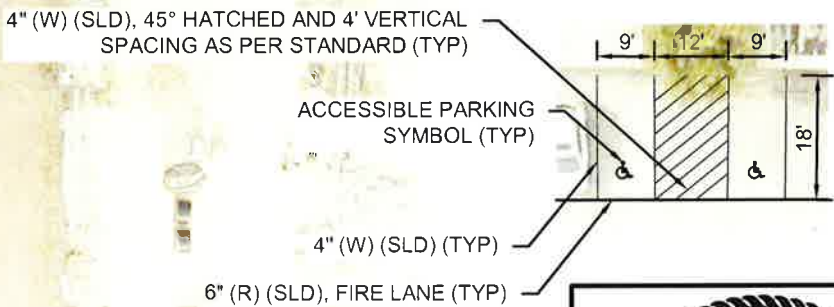 4" (W) (SLD), 45° HATCHED AND 4' VERTICAL
SPACING AS PER STANDARD (TYP)
9' 12' 9'
ACCESSIBLE PARKING
SYMBOL (TYP)
18'
4" (W) (SLD) (TYP)
6" (R) (SLD), FIRE LANE (TYP)